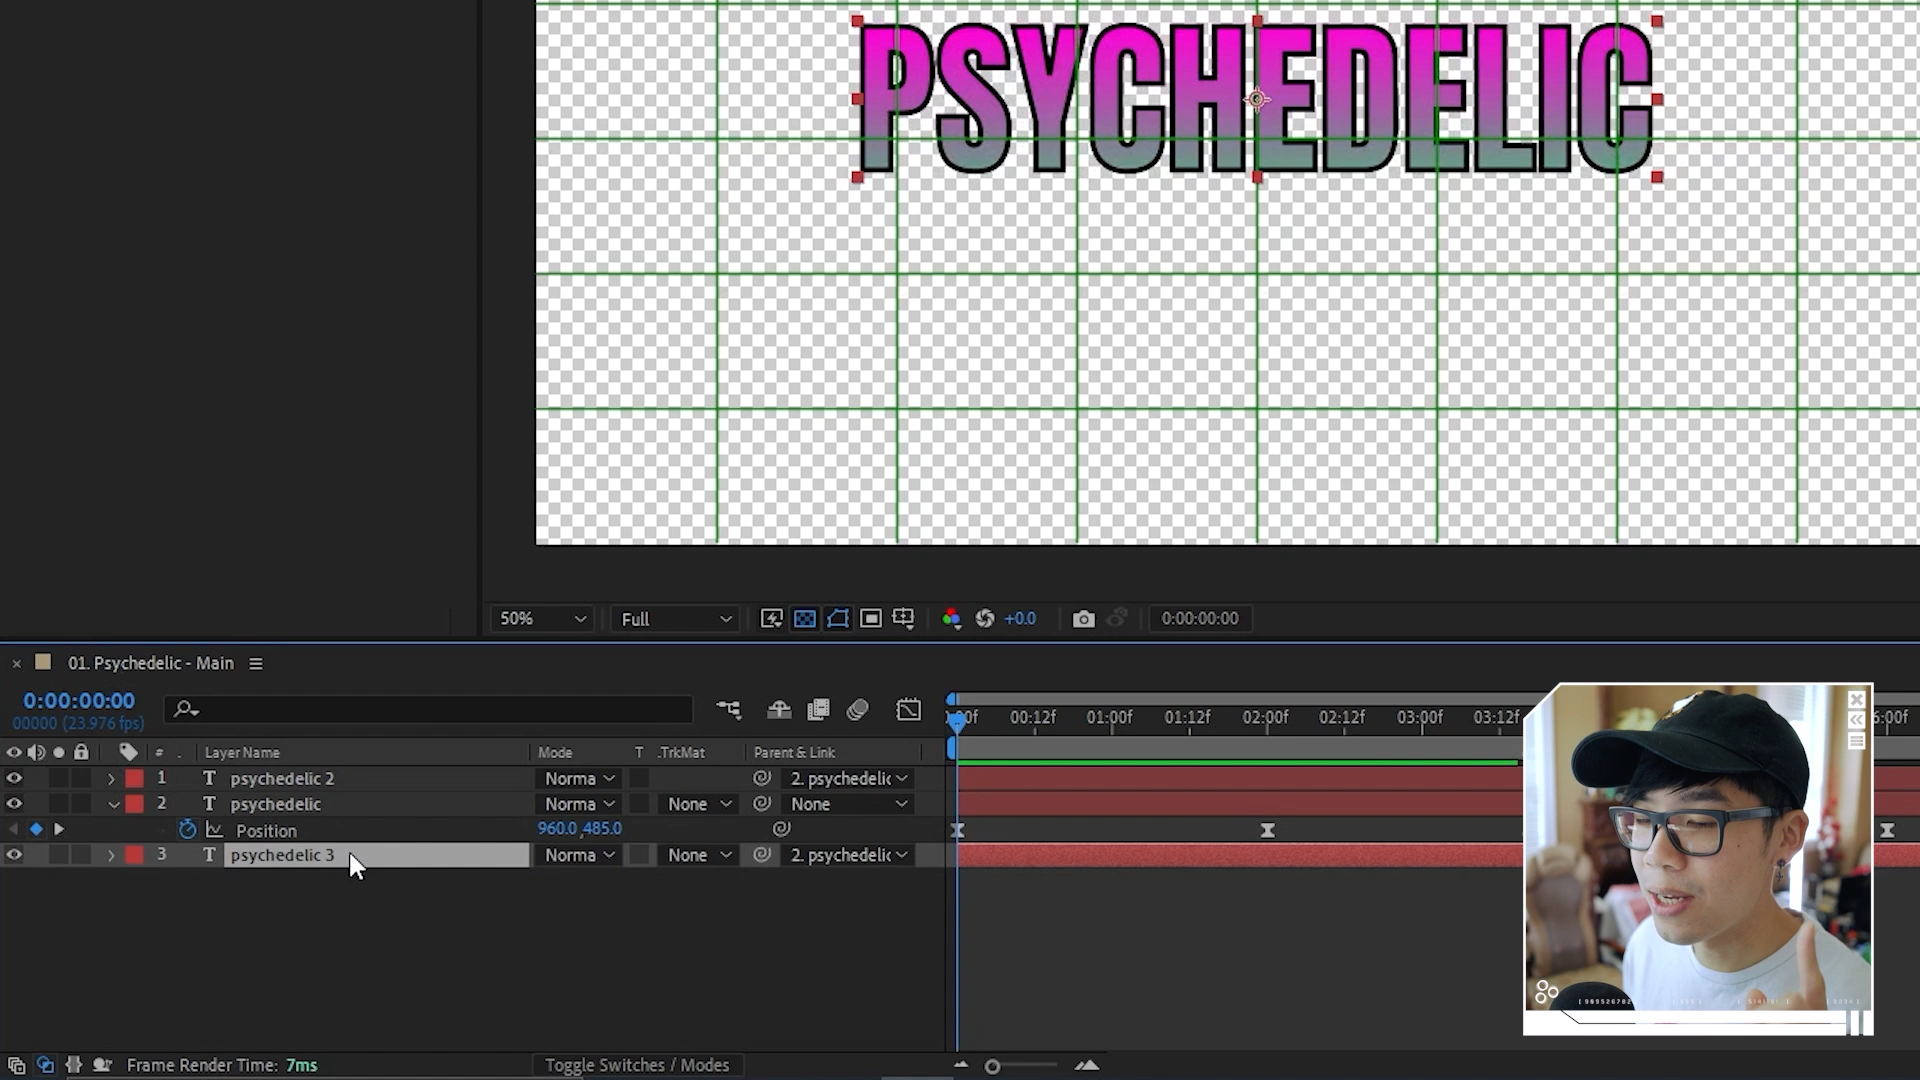 PSYCHEDELIC
50% Full +0.0 0:00:00:00
01. Psychedelic - Main
0:00:00:00
00000 (23.976 fps)
00f 00:12f 01:00f 01:12f 02:00f 02:12f 03:00f 03:12f 6:00f
# . Layer Name Mode T .TrkMat Parent & Link
1 T psychedelic 2 Norma 2. psychedelic
2 T psychedelic Norma None None
Position 960.0,485.0
3 T psychedelic 3 Norma None 2. psychedelic
Frame Render Time: 7ms Toggle Switches / Modes